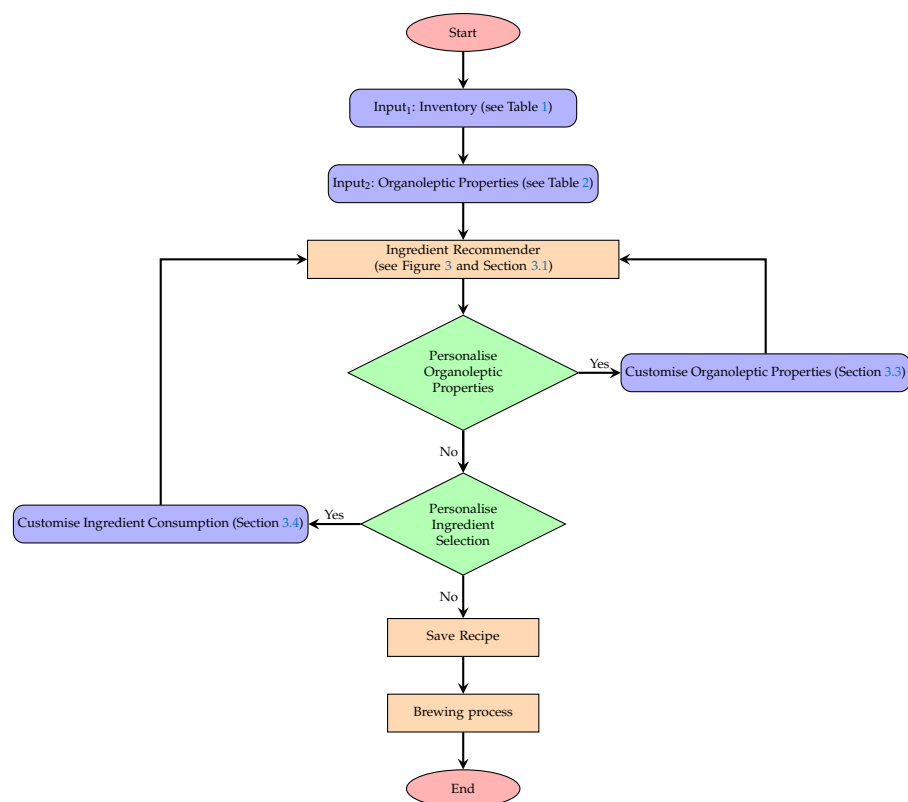 Start
Input₁: Inventory (see Table 1)
Input₂: Organoleptic Properties (see Table 2)
Ingredient Recommender
(see Figure 3 and Section 3.1)
Personalise
Organoleptic
Properties
Yes
Customise Organoleptic Properties (Section 3.3)
No
Personalise
Ingredient
Selection
Yes
Customise Ingredient Consumption (Section 3.4)
No
Save Recipe
Brewing process
End